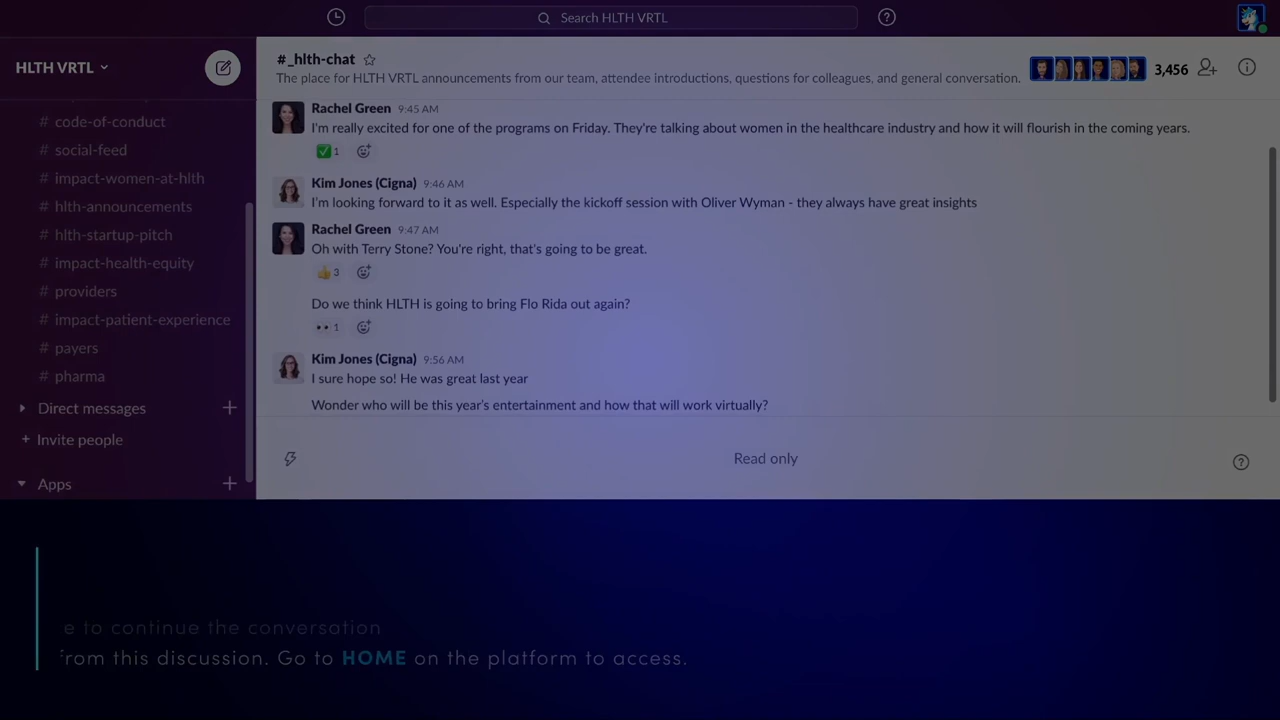 Search HLTH VRTL
HLTH VRTL
#_hlth-chat
The place for HLTH VRTL announcements from our team, attendee introductions, questions for colleagues, and general conversation.
3,456
# code-of-conduct
# social-feed
# impact-women-at-hlth
# hlth-announcements
# hlth-startup-pitch
# impact-health-equity
# providers
# impact-patient-experience
# payers
# pharma
Direct messages +
+ Invite people
Apps +
Rachel Green 9:45 AM
I'm really excited for one of the programs on Friday. They're talking about women in the healthcare industry and how it will flourish in the coming years.
1
Kim Jones (Cigna) 9:46 AM
I'm looking forward to it as well. Especially the kickoff session with Oliver Wyman - they always have great insights
Rachel Green 9:47 AM
Oh with Terry Stone? You're right, that's going to be great.
3
Do we think HLTH is going to bring Flo Rida out again?
1
Kim Jones (Cigna) 9:56 AM
I sure hope so! He was great last year
Wonder who will be this year's entertainment and how that will work virtually?
Read only
e to continue the conversation
from this discussion. Go to HOME on the platform to access.